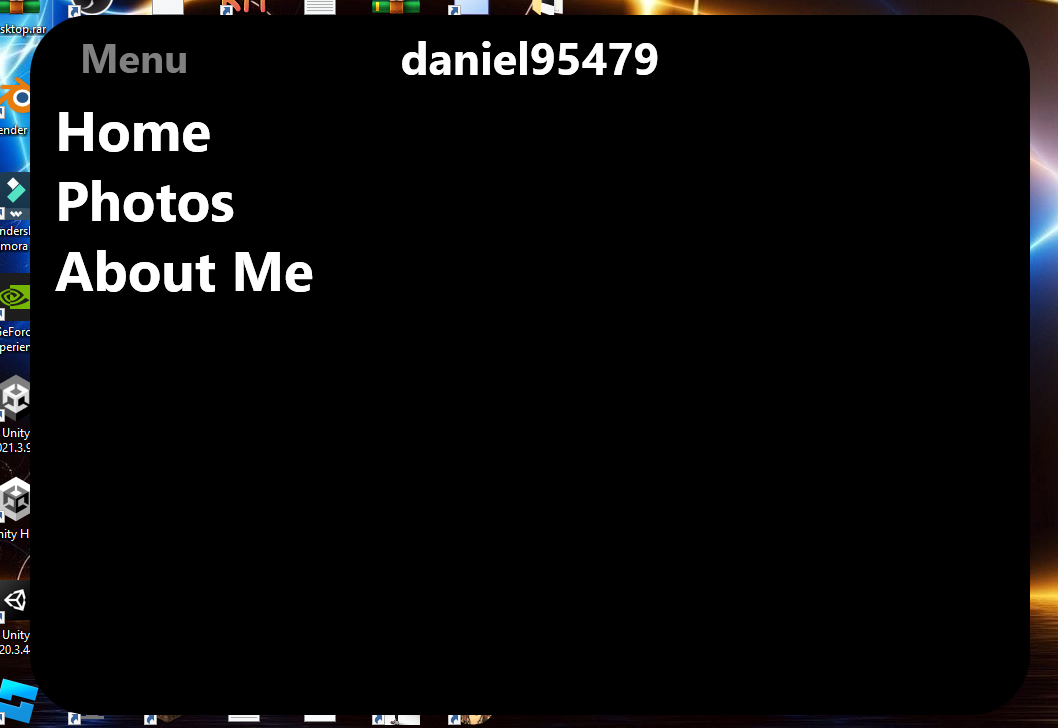 sktop.rar
Menu
daniel95479
Home
Photos
About Me
ender
ndersh
mora
GeForc
perien
Unity
021.3.9
nity H
Unity
20.3.4